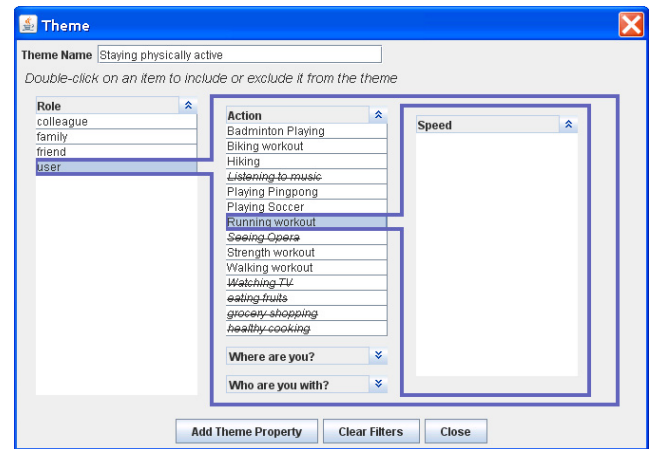 Theme
Theme Name Staying physically active
Double-click on an item to include or exclude it from the theme
Role
colleague
family
friend
user
Action
Badminton Playing
Biking workout
Hiking
Listening to music
Playing Pingpong
Playing Soccer
Running workout
Seeing Opera
Strength workout
Walking workout
Watching TV
eating fruits
grocery shopping
healthy cooking
Where are you?
Who are you with?
Speed
Add Theme Property Clear Filters Close